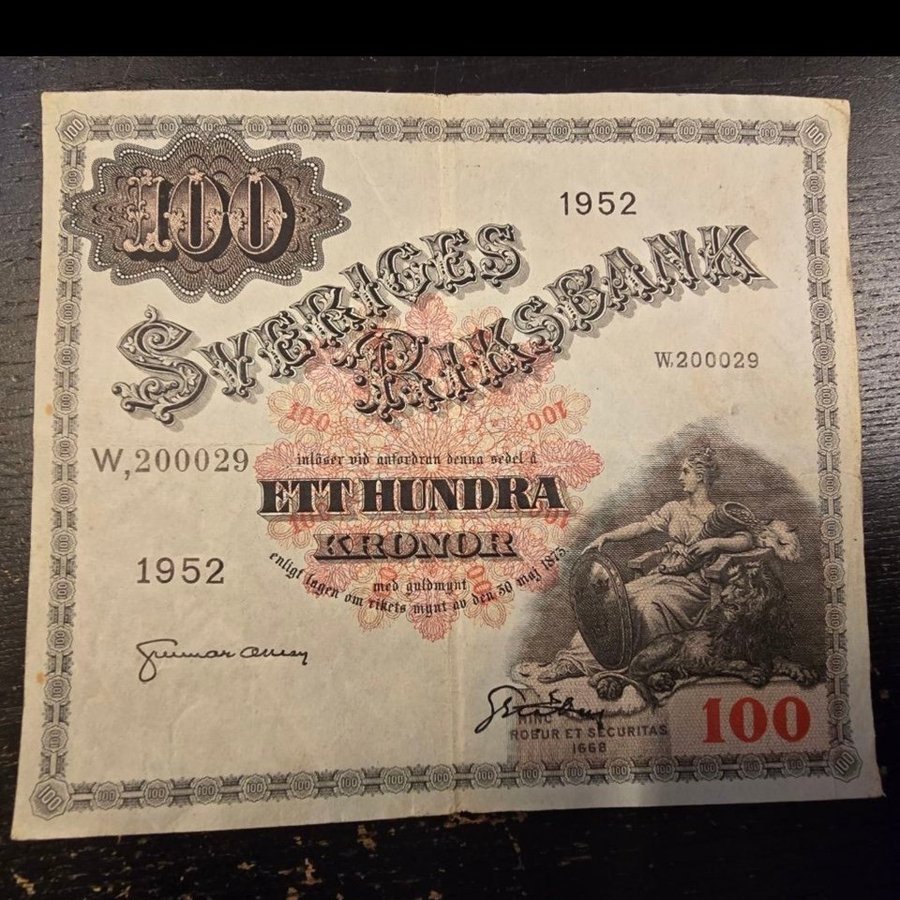 100
1952
SVERIGES
RIKSBANK
W.200029
100 100
W,200029
inlöser vid anfordran denna sedel å
ETT HUNDRA
KRONOR
1952
med guldmynt
enligt lagen om rikets mynt av den 30 maj 1873.
HINC
ROBUR ET SECURITAS
1668
100